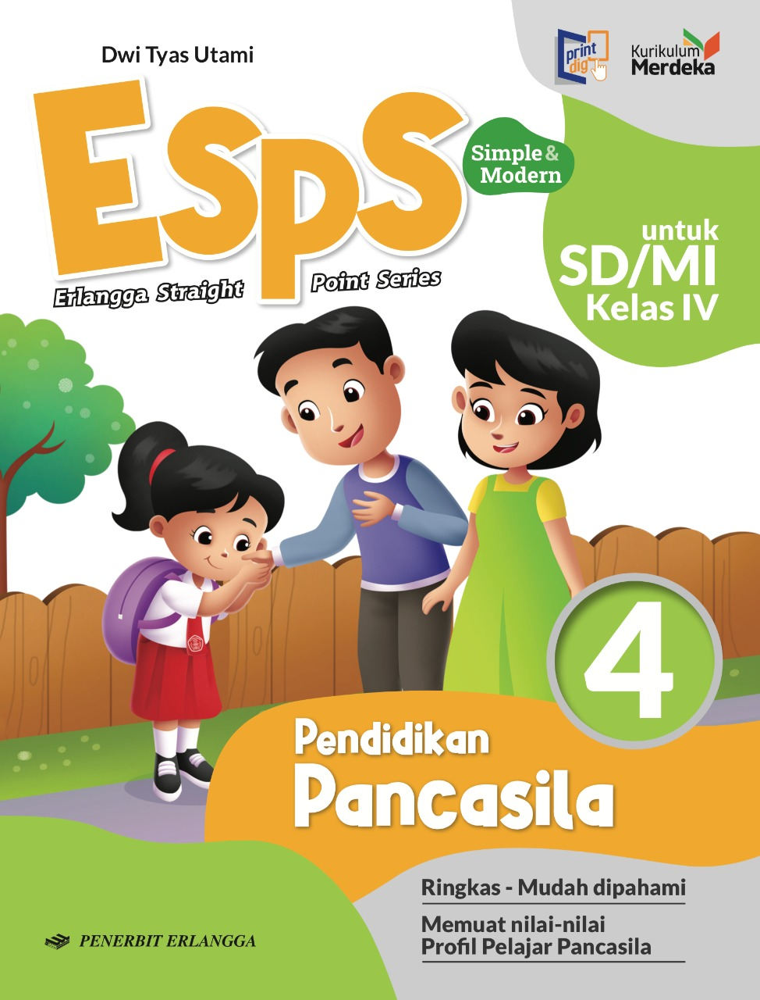 Dwi Tyas Utami
print
dig
Kurikulum
Merdeka
ESpS
Simple &
Modern
Erlangga Straight Point Series
untuk
SD/MI
Kelas IV
4
Pendidikan
Pancasila
Ringkas - Mudah dipahami
Memuat nilai-nilai
Profil Pelajar Pancasila
PENERBIT ERLANGGA